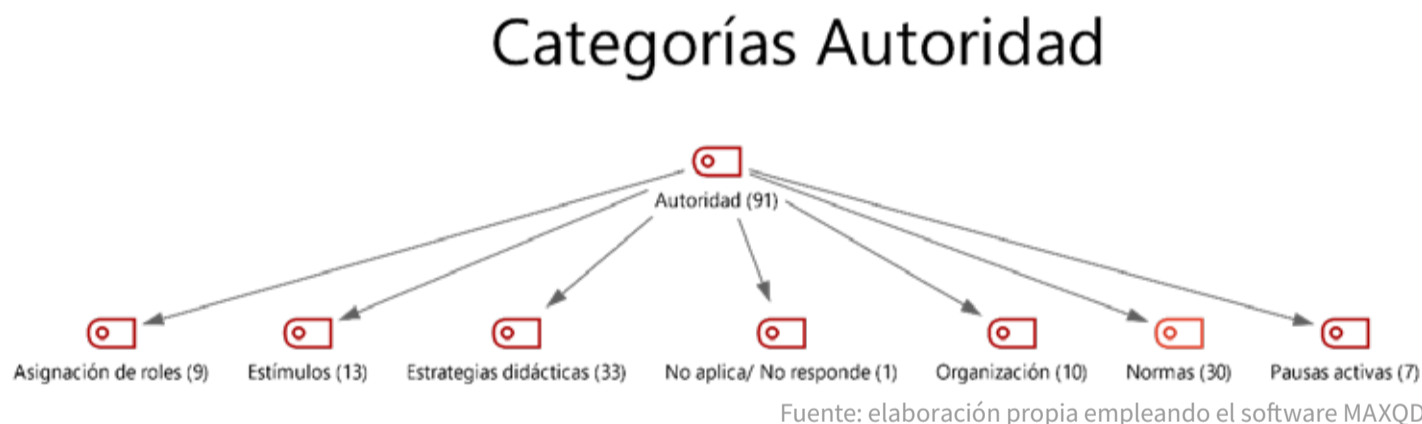 Categorías Autoridad
Autoridad (91)
Asignación de roles (9) Estímulos (13) Estrategias didácticas (33) No aplica/ No responde (1) Organización (10) Normas (30) Pausas activas (7)
Fuente: elaboración propia empleando el software MAXQD